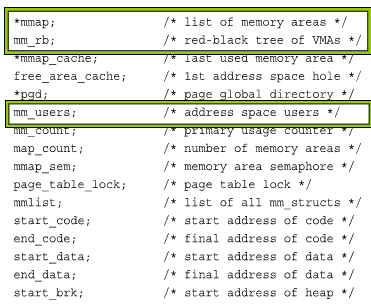 *mmap; /* list of memory areas */
mm_rb; /* red-black tree of VMAs */
*mmap_cache; /* last used memory area */
free_area_cache; /* 1st address space hole */
*pgd; /* page global directory */
mm_users; /* address space users */
mm_count; /* primary usage counter */
map_count; /* number of memory areas */
mmap_sem; /* memory area semaphore */
page_table_lock; /* page table lock */
mmlist; /* list of all mm_structs */
start_code; /* start address of code */
end_code; /* final address of code */
start_data; /* start address of data */
end_data; /* final address of data */
start_brk; /* start address of heap */